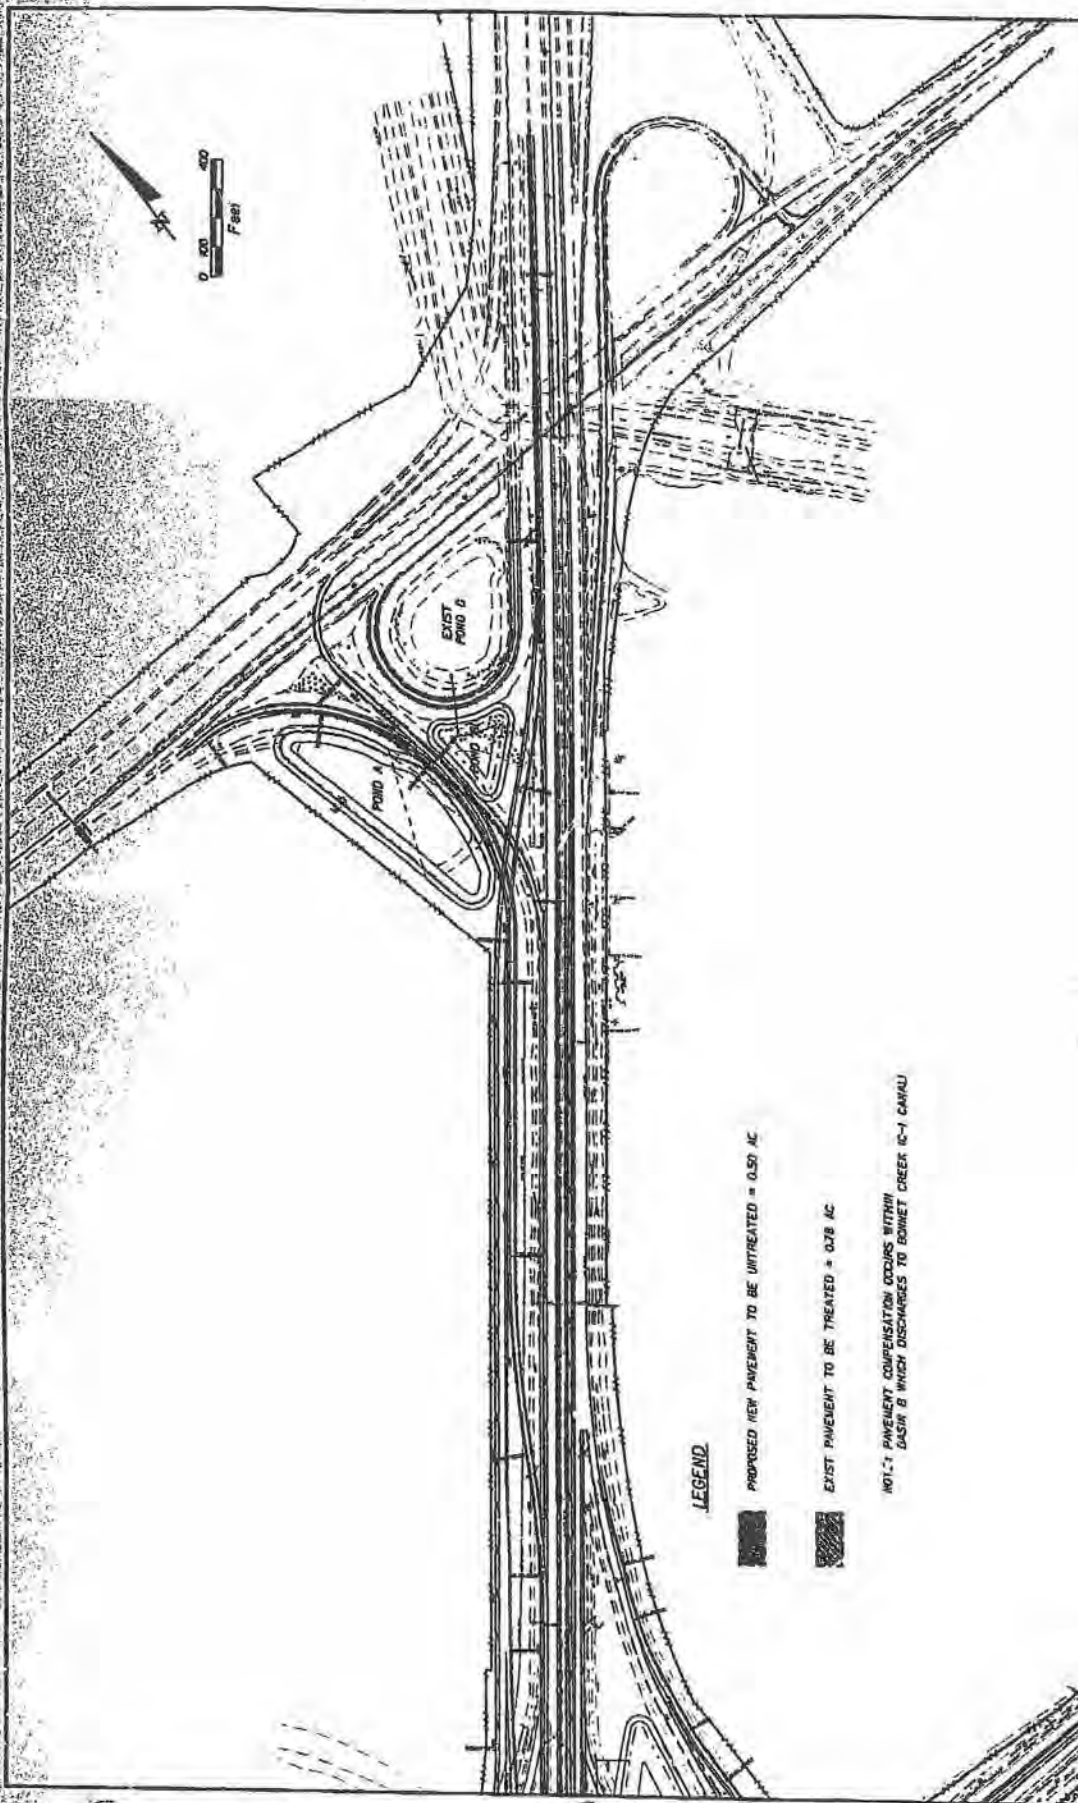 N
0 100 400
Feet
EXIST
POND G
POND
POND A
LEGEND
PROPOSED NEW PAVEMENT TO BE UNTREATED = 0.50 AC
EXIST PAVEMENT TO BE TREATED = 0.78 AC
PAVEMENT COMPENSATION OCCURS WITHIN
BASIN B WHICH DISCHARGES TO BONNET CREEK (C-1 CANAL)